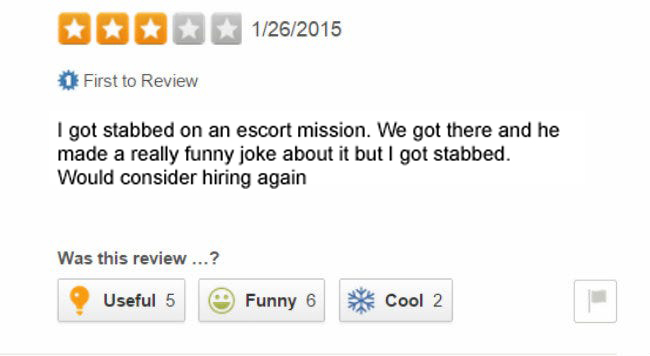 1/26/2015
1 First to Review
I got stabbed on an escort mission. We got there and he
made a really funny joke about it but I got stabbed.
Would consider hiring again
Was this review ...?
Useful 5 Funny 6 Cool 2